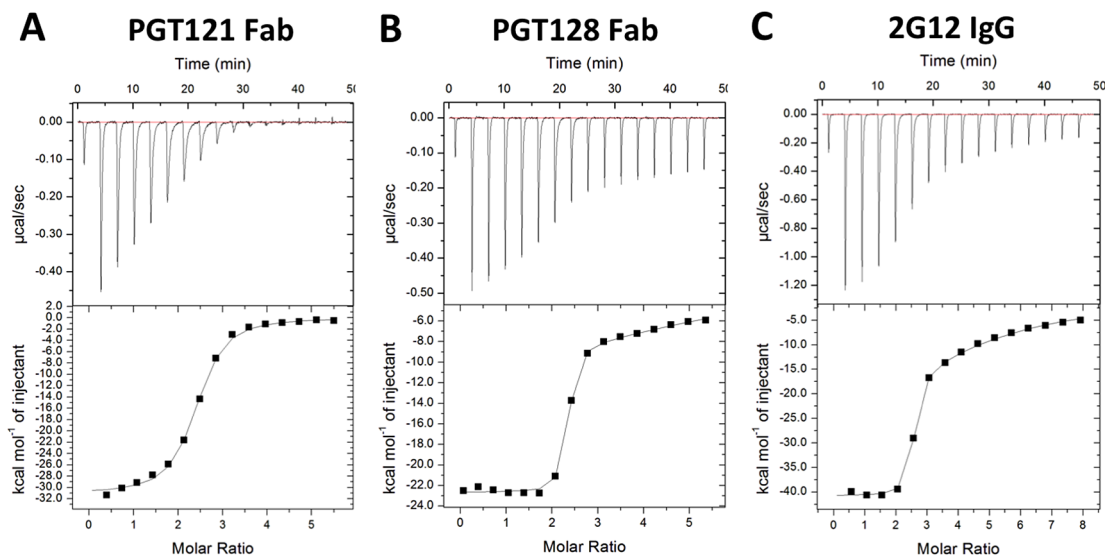 A
PGT121 Fab
Time (min)
0 10 20 30 40 50
0.00
-0.10
-0.20
-0.30
-0.40
µcal/sec
2.0
0.0
-2.0
-4.0
-6.0
-8.0
-10.0
-12.0
-14.0
-16.0
-18.0
-20.0
-22.0
-24.0
-26.0
-28.0
-30.0
-32.0
kcal mol⁻¹ of injectant
0 1 2 3 4 5
Molar Ratio
B
PGT128 Fab
Time (min)
0 10 20 30 40 50
0.00
-0.10
-0.20
-0.30
-0.40
-0.50
µcal/sec
-6.0
-8.0
-10.0
-12.0
-14.0
-16.0
-18.0
-20.0
-22.0
-24.0
kcal mol⁻¹ of injectant
0 1 2 3 4 5
Molar Ratio
C
2G12 IgG
Time (min)
0 10 20 30 40 50
0.00
-0.20
-0.40
-0.60
-0.80
-1.00
-1.20
µcal/sec
-5.0
-10.0
-15.0
-20.0
-25.0
-30.0
-35.0
-40.0
kcal mol⁻¹ of injectant
0 1 2 3 4 5 6 7 8
Molar Ratio